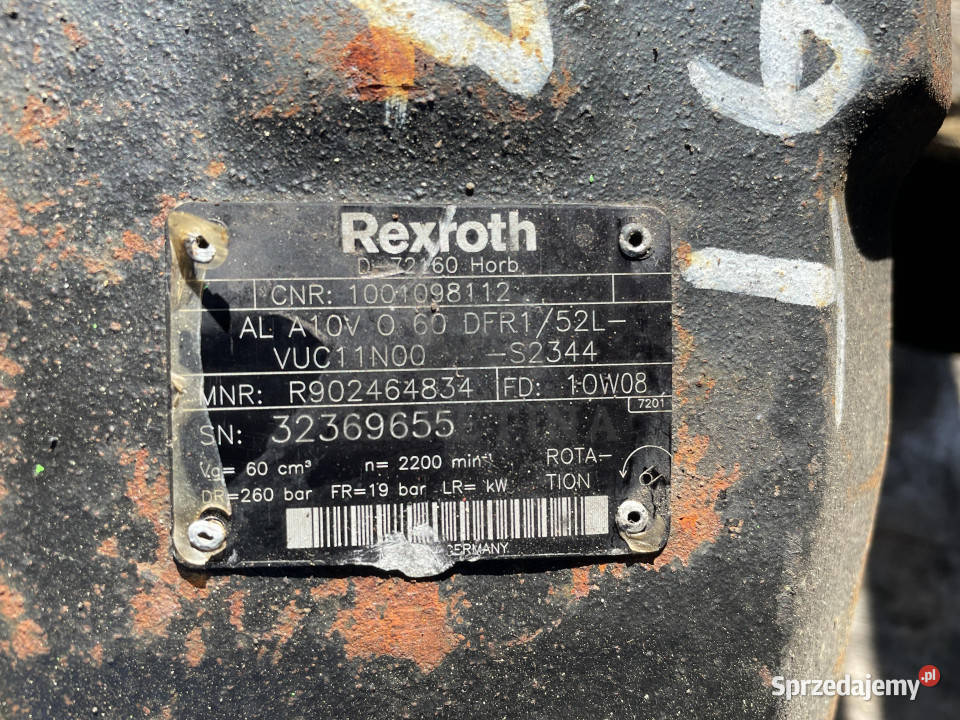 Rexroth
D-72160 Horb
CNR: 1001098112
AL A10V O 60 DFR1/52L-
VUC11N00 -S2344
MNR: R902464834 FD: 10W08
7201
SN: 32369655
Vg= 60 cm³ n= 2200 min⁻¹ ROTA-
DR=260 bar FR=19 bar LR= kW TION
GERMANY
Sprzedajemy.pl